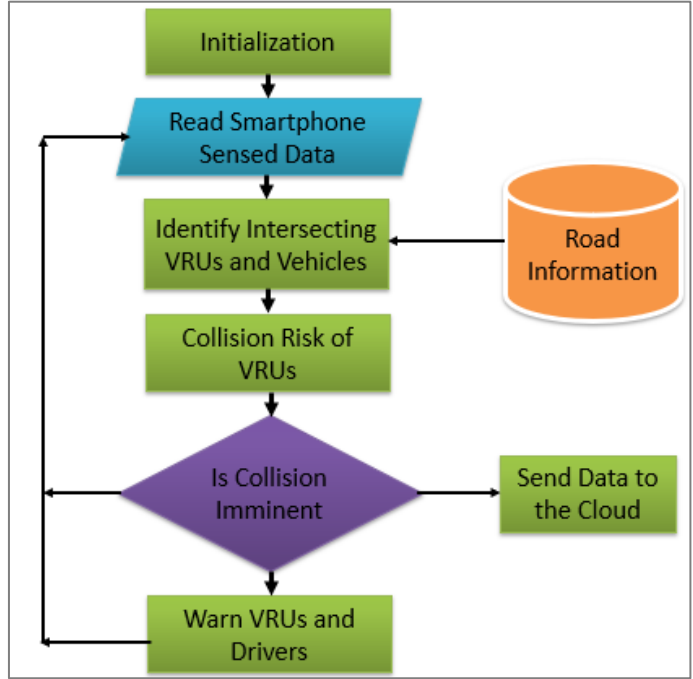 Initialization
Read Smartphone
Sensed Data
Identify Intersecting
VRUs and Vehicles
Road
Information
Collision Risk of
VRUs
Is Collision
Imminent
Send Data to
the Cloud
Warn VRUs and
Drivers